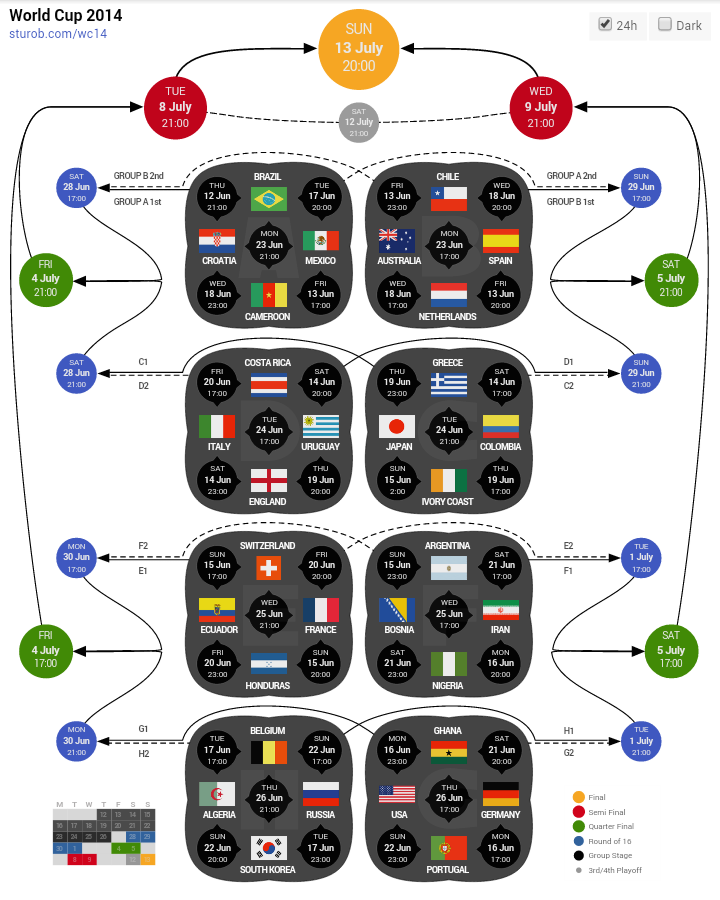 World Cup 2014
sturob.com/wc14
24h
Dark
SUN
13 July
20:00
TUE
8 July
21:00
SAT
12 July
21:00
WED
9 July
21:00
SAT
28 Jun
17:00
GROUP B 2nd
GROUP A 1st
BRAZIL
THU
12 Jun
21:00
TUE
17 Jun
20:00
CROATIA
MON
23 Jun
21:00
MEXICO
WED
18 Jun
23:00
FRI
13 Jun
17:00
CAMEROON
CHILE
FRI
13 Jun
23:00
WED
18 Jun
20:00
AUSTRALIA
MON
23 Jun
17:00
SPAIN
WED
18 Jun
17:00
FRI
13 Jun
20:00
NETHERLANDS
GROUP A 2nd
GROUP B 1st
SUN
29 Jun
17:00
FRI
4 July
21:00
SAT
5 July
21:00
SAT
28 Jun
21:00
C1
D2
COSTA RICA
FRI
20 Jun
17:00
SAT
14 Jun
20:00
ITALY
TUE
24 Jun
17:00
URUGUAY
SAT
14 Jun
23:00
THU
19 Jun
20:00
ENGLAND
GREECE
THU
19 Jun
23:00
SAT
14 Jun
17:00
JAPAN
TUE
24 Jun
21:00
COLOMBIA
SUN
15 Jun
2:00
THU
19 Jun
17:00
IVORY COAST
D1
C2
SUN
29 Jun
21:00
MON
30 Jun
17:00
F2
E1
SWITZERLAND
SUN
15 Jun
17:00
FRI
20 Jun
20:00
ECUADOR
WED
25 Jun
21:00
FRANCE
FRI
20 Jun
23:00
SUN
15 Jun
20:00
HONDURAS
ARGENTINA
SUN
15 Jun
23:00
SAT
21 Jun
17:00
BOSNIA
WED
25 Jun
17:00
IRAN
SAT
21 Jun
23:00
MON
16 Jun
20:00
NIGERIA
E2
F1
TUE
1 July
17:00
FRI
4 July
17:00
SAT
5 July
17:00
MON
30 Jun
21:00
G1
H2
BELGIUM
TUE
17 Jun
17:00
SUN
22 Jun
17:00
ALGERIA
THU
26 Jun
21:00
RUSSIA
SUN
22 Jun
20:00
TUE
17 Jun
23:00
SOUTH KOREA
GHANA
MON
16 Jun
23:00
SAT
21 Jun
20:00
USA
THU
26 Jun
17:00
GERMANY
SUN
22 Jun
23:00
MON
16 Jun
17:00
PORTUGAL
H1
G2
TUE
1 July
21:00
M T W T F S S
12 13 14 15
16 17 18 19 20 21 22
23 24 25 26 28 29
30 1 4 5
8 9 12 13
Final
Semi Final
Quarter Final
Round of 16
Group Stage
3rd/4th Playoff